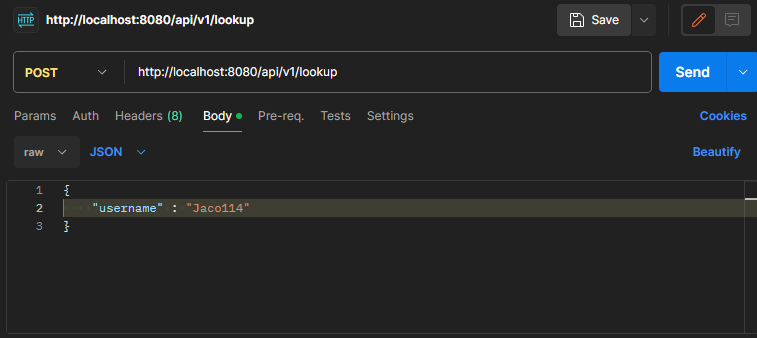 HTTP http://localhost:8080/api/v1/lookup Save
POST http://localhost:8080/api/v1/lookup Send
Params Auth Headers (8) Body Pre-req. Tests Settings Cookies
raw JSON Beautify
1 {
2 "username" : "Jaco114"
3 }